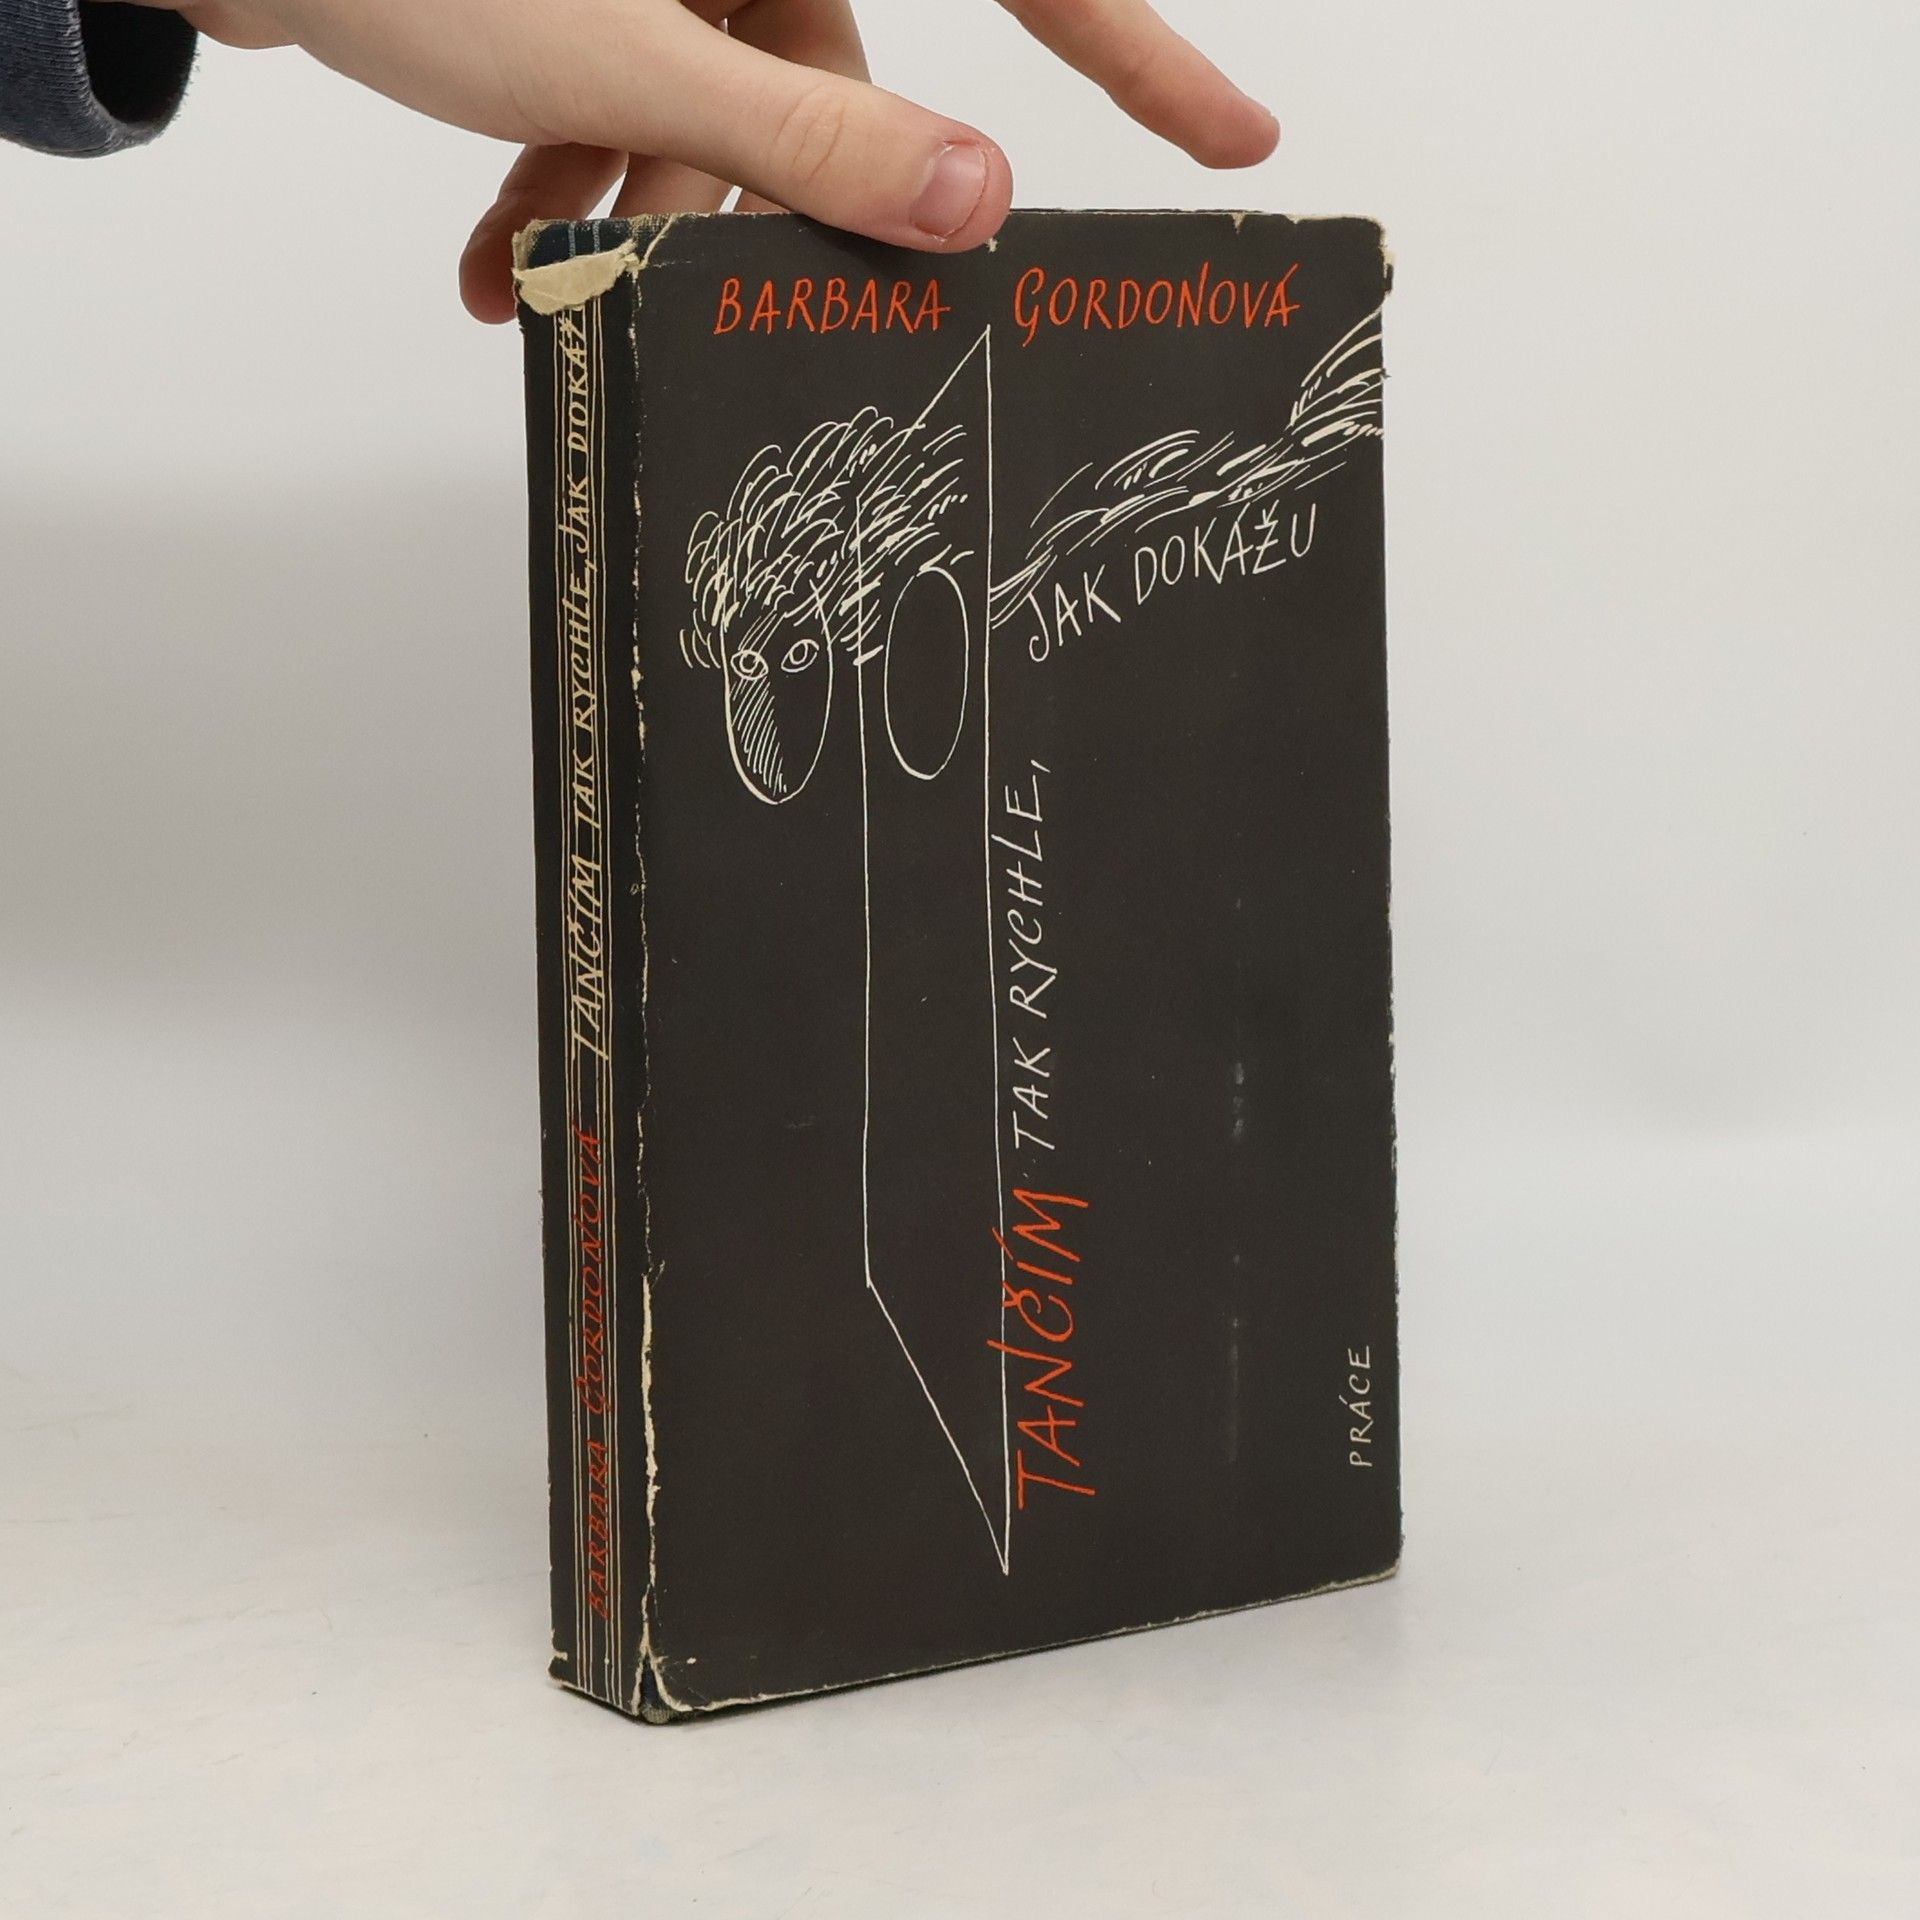 BARBARA GORDONOVÁ
TANČÍM TAK RYCHLE,
JAK DOKÁŽU
PRÁCE
BARBARA GORDONOVÁ TANČÍM TAK RYCHLE, JAK DOKÁŽ